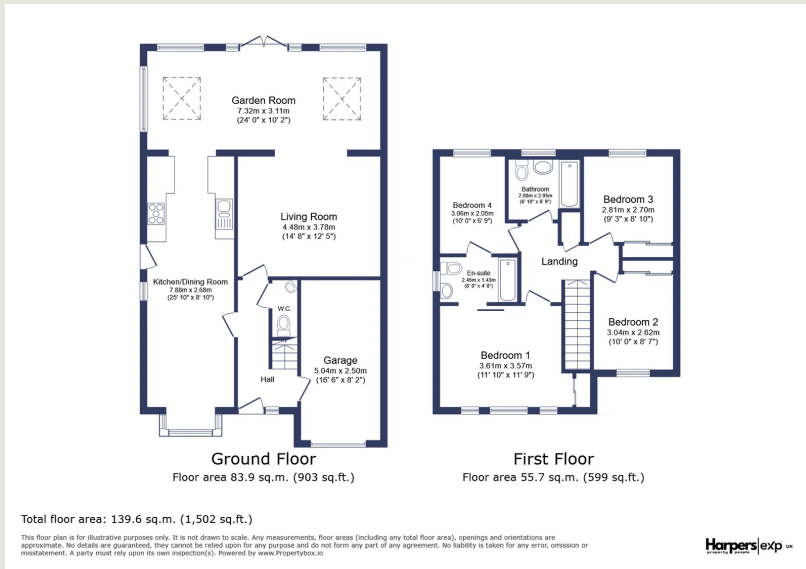 Garden Room
7.32m x 3.11m
(24' 0" x 10' 2")
Living Room
4.48m x 3.78m
(14' 8" x 12' 5")
Kitchen/Dining Room
7.88m x 2.68m
(25' 10" x 8' 10")
W.C.
Hall
Garage
5.04m x 2.50m
(16' 6" x 8' 2")
Ground Floor
Floor area 83.9 sq.m. (903 sq.ft.)
Bedroom 4
3.06m x 2.05m
(10' 0" x 6' 9")
Bathroom
2.08m x 2.05m
(6' 10" x 6' 9")
Bedroom 3
2.81m x 2.70m
(9' 3" x 8' 10")
Landing
En-suite
2.45m x 1.43m
(8' 0" x 4' 8")
Bedroom 2
3.04m x 2.62m
(10' 0" x 8' 7")
Bedroom 1
3.61m x 3.57m
(11' 10" x 11' 9")
First Floor
Floor area 55.7 sq.m. (599 sq.ft.)
Total floor area: 139.6 sq.m. (1,502 sq.ft.)
This floor plan is for illustrative purposes only. It is not drawn to scale. Any measurements, floor areas (including any total floor area), openings and orientations are
approximate. No details are guaranteed, they cannot be relied upon for any purpose and do not form any part of any agreement. No liability is taken for any error, omission or
misstatement. A party must rely upon its own inspection(s). Powered by www.Propertybox.io
Harpers|exp UK
property people